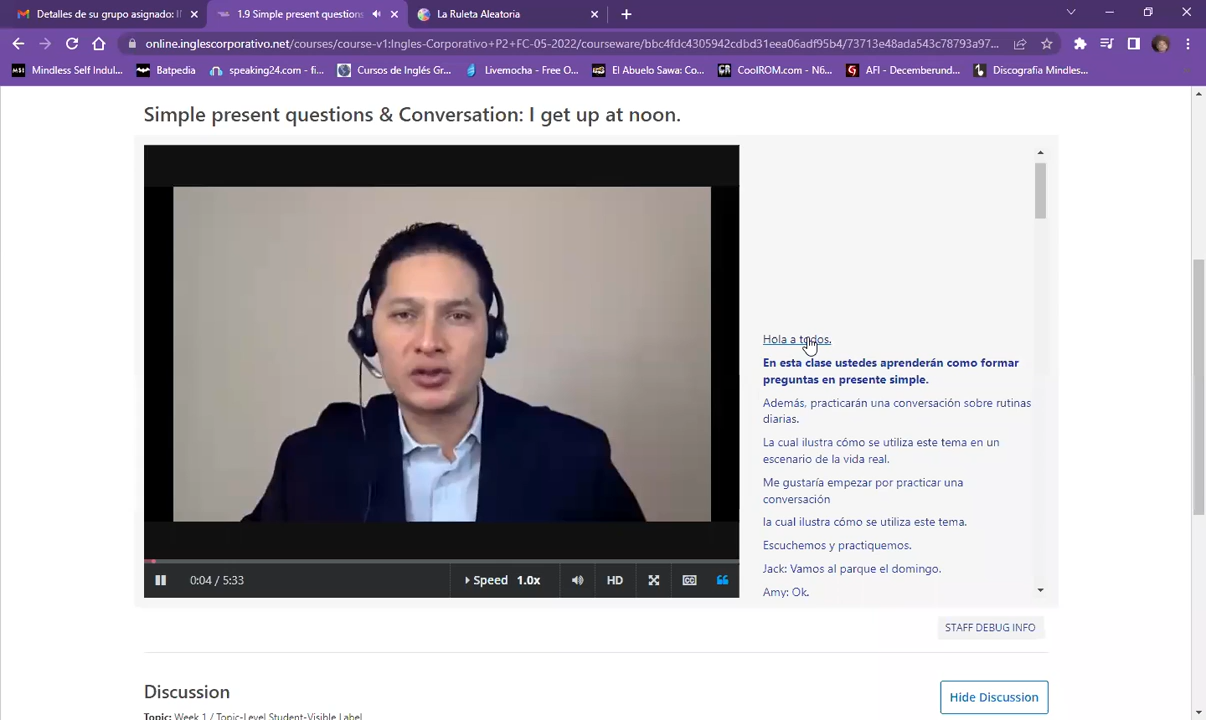 Detalles de su grupo asignado: I
1.9 Simple present questions
La Ruleta Aleatoria
online.inglescorporativo.net/courses/course-v1:Ingles-Corporativo+P2+FC-05-2022/courseware/bbc4fdc4305942cdbd31eea06adf95b4/73713e48ada543c78793a97...
Mindless Self Indul...
Batpedia
speaking24.com - fi...
Cursos de Inglés Gr...
Livemocha - Free O...
El Abuelo Sawa: Co...
CoolROM.com - N6...
AFI - Decemberund...
Discografia Mindles...
Simple present questions & Conversation: I get up at noon.
Hola a todos.
En esta clase ustedes aprenderán como formar
preguntas en presente simple.
Además, practicarán una conversación sobre rutinas
diarias.
La cual ilustra cómo se utiliza este tema en un
escenario de la vida real.
Me gustaría empezar por practicar una
conversación
la cual ilustra cómo se utiliza este tema.
Escuchemos y practiquemos.
Jack: Vamos al parque el domingo.
Amy: Ok.
0:04 / 5:33
Speed 1.0x
HD
STAFF DEBUG INFO
Discussion
Hide Discussion
Topic: Week 1 / Topic-Level Student-Visible Label